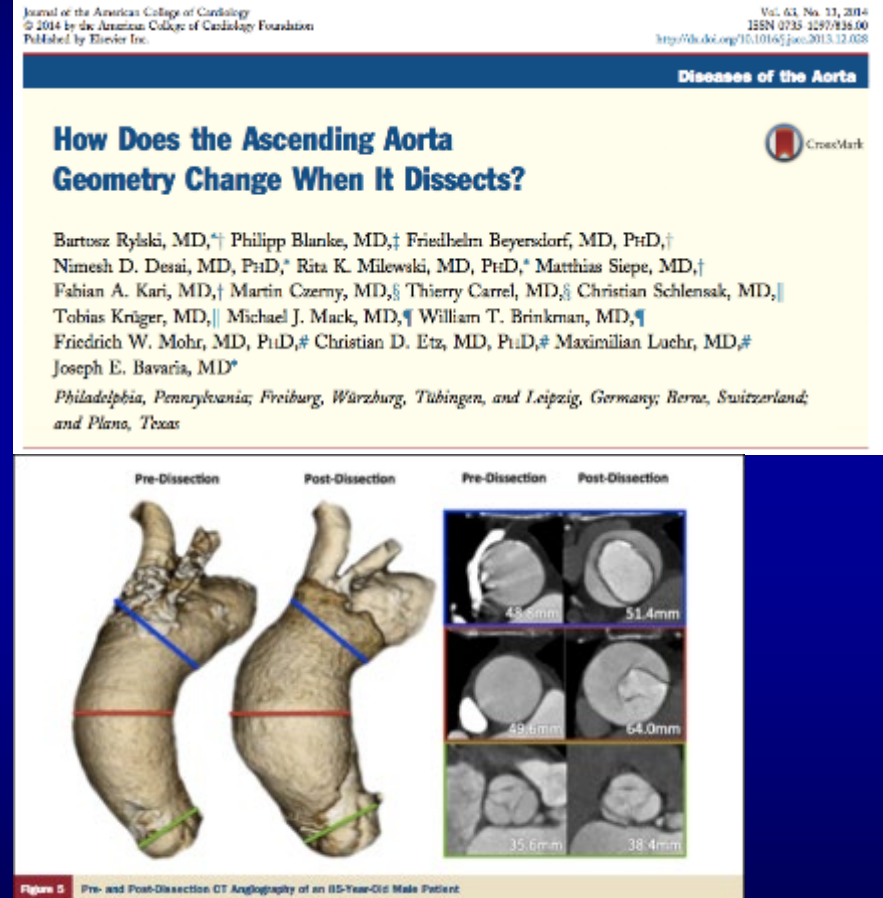 Journal of the American College of Cardiology
© 2014 by the American College of Cardiology Foundation
Published by Elsevier Inc.
Vol. 63, No. 13, 2014
ISSN 0735-1097/$36.00
http://dx.doi.org/10.1016/j.jacc.2013.12.028
Diseases of the Aorta
How Does the Ascending Aorta
Geometry Change When It Dissects?
CrossMark
Bartosz Rylski, MD,*† Philipp Blanke, MD,‡ Friedhelm Beyersdorf, MD, PHD,†
Nimesh D. Desai, MD, PHD,* Rita K. Milewski, MD, PHD,* Matthias Siepe, MD,†
Fabian A. Kari, MD,† Martin Czerny, MD,§ Thierry Carrel, MD,§ Christian Schlensak, MD,||
Tobias Krüger, MD,|| Michael J. Mack, MD,¶ William T. Brinkman, MD,¶
Friedrich W. Mohr, MD, PHD,# Christian D. Etz, MD, PHD,# Maximilian Luehr, MD,#
Joseph E. Bavaria, MD*
Philadelphia, Pennsylvania; Freiburg, Würzburg, Tübingen, and Leipzig, Germany; Berne, Switzerland;
and Plano, Texas
Pre-Dissection Post-Dissection Pre-Dissection Post-Dissection
48.8mm 51.4mm
49.6mm 64.0mm
35.6mm 38.4mm
Figure 5 Pre- and Post-Dissection CT Angiography of an Male Patient